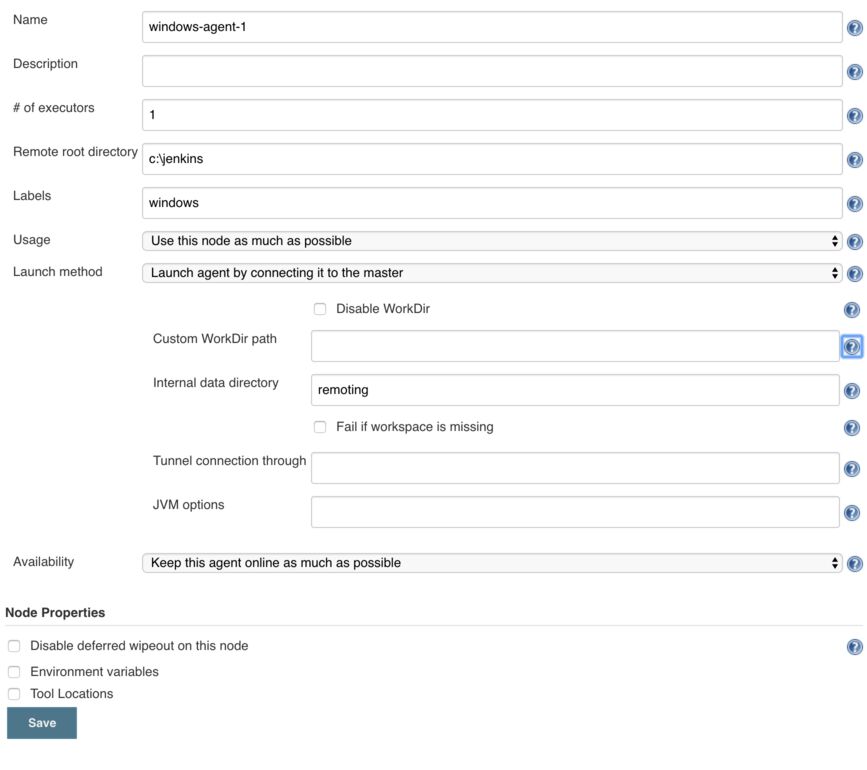 Name windows-agent-1
Description
# of executors 1
Remote root directory c:\jenkins
Labels windows
Usage Use this node as much as possible
Launch method Launch agent by connecting it to the master
Disable WorkDir
Custom WorkDir path
Internal data directory remoting
Fail if workspace is missing
Tunnel connection through
JVM options
Availability Keep this agent online as much as possible
Node Properties
Disable deferred wipeout on this node
Environment variables
Tool Locations
Save